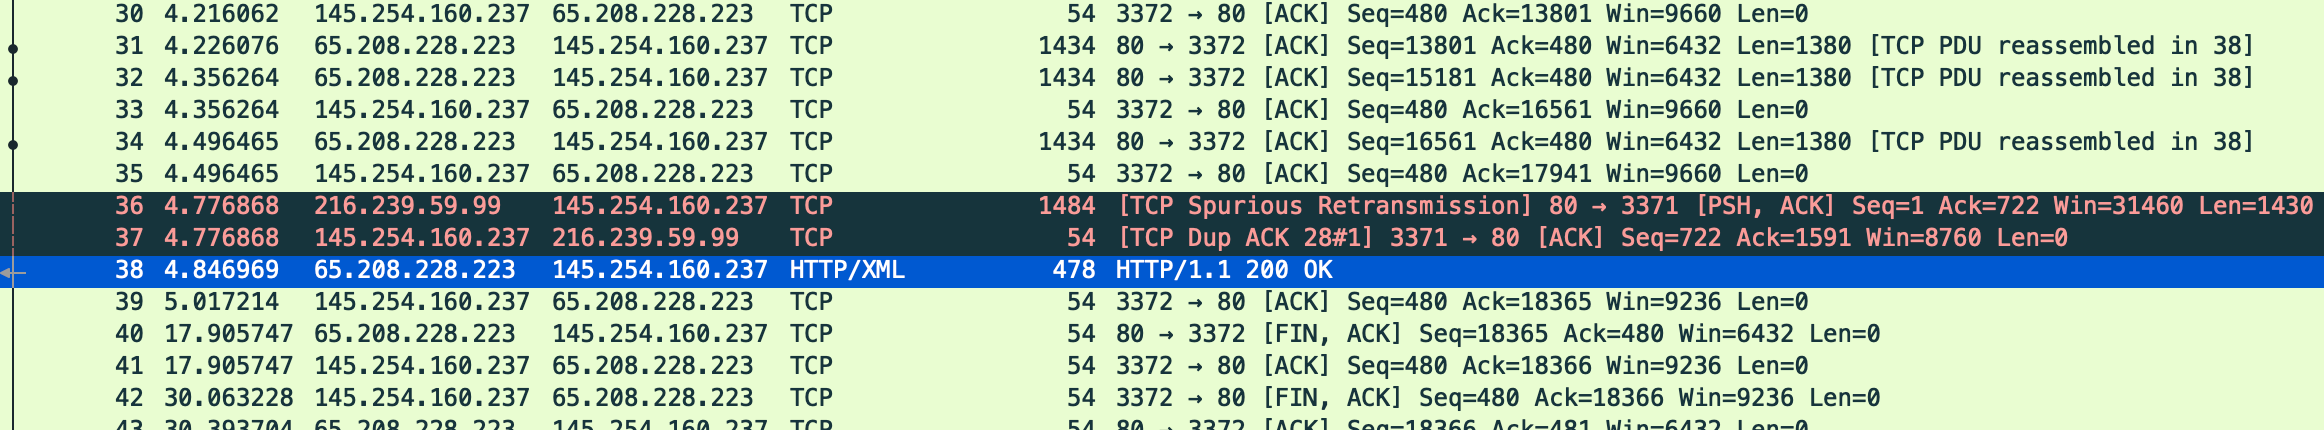 30 4.216062 145.254.160.237 65.208.228.223 TCP 54 3372 → 80 [ACK] Seq=480 Ack=13801 Win=9660 Len=0
31 4.226076 65.208.228.223 145.254.160.237 TCP 1434 80 → 3372 [ACK] Seq=13801 Ack=480 Win=6432 Len=1380 [TCP PDU reassembled in 38]
32 4.356264 65.208.228.223 145.254.160.237 TCP 1434 80 → 3372 [ACK] Seq=15181 Ack=480 Win=6432 Len=1380 [TCP PDU reassembled in 38]
33 4.356264 145.254.160.237 65.208.228.223 TCP 54 3372 → 80 [ACK] Seq=480 Ack=16561 Win=9660 Len=0
34 4.496465 65.208.228.223 145.254.160.237 TCP 1434 80 → 3372 [ACK] Seq=16561 Ack=480 Win=6432 Len=1380 [TCP PDU reassembled in 38]
35 4.496465 145.254.160.237 65.208.228.223 TCP 54 3372 → 80 [ACK] Seq=480 Ack=17941 Win=9660 Len=0
36 4.776868 216.239.59.99 145.254.160.237 TCP 1484 [TCP Spurious Retransmission] 80 → 3371 [PSH, ACK] Seq=1 Ack=722 Win=31460 Len=1430
37 4.776868 145.254.160.237 216.239.59.99 TCP 54 [TCP Dup ACK 28#1] 3371 → 80 [ACK] Seq=722 Ack=1591 Win=8760 Len=0
38 4.846969 65.208.228.223 145.254.160.237 HTTP/XML 478 HTTP/1.1 200 OK
39 5.017214 145.254.160.237 65.208.228.223 TCP 54 3372 → 80 [ACK] Seq=480 Ack=18365 Win=9236 Len=0
40 17.905747 65.208.228.223 145.254.160.237 TCP 54 80 → 3372 [FIN, ACK] Seq=18365 Ack=480 Win=6432 Len=0
41 17.905747 145.254.160.237 65.208.228.223 TCP 54 3372 → 80 [ACK] Seq=480 Ack=18366 Win=9236 Len=0
42 30.063228 145.254.160.237 65.208.228.223 TCP 54 3372 → 80 [FIN, ACK] Seq=480 Ack=18366 Win=9236 Len=0
43 30.393704 65.208.228.223 145.254.160.237 TCP 54 80 → 3372 [ACK] Seq=18366 Ack=481 Win=6432 Len=0